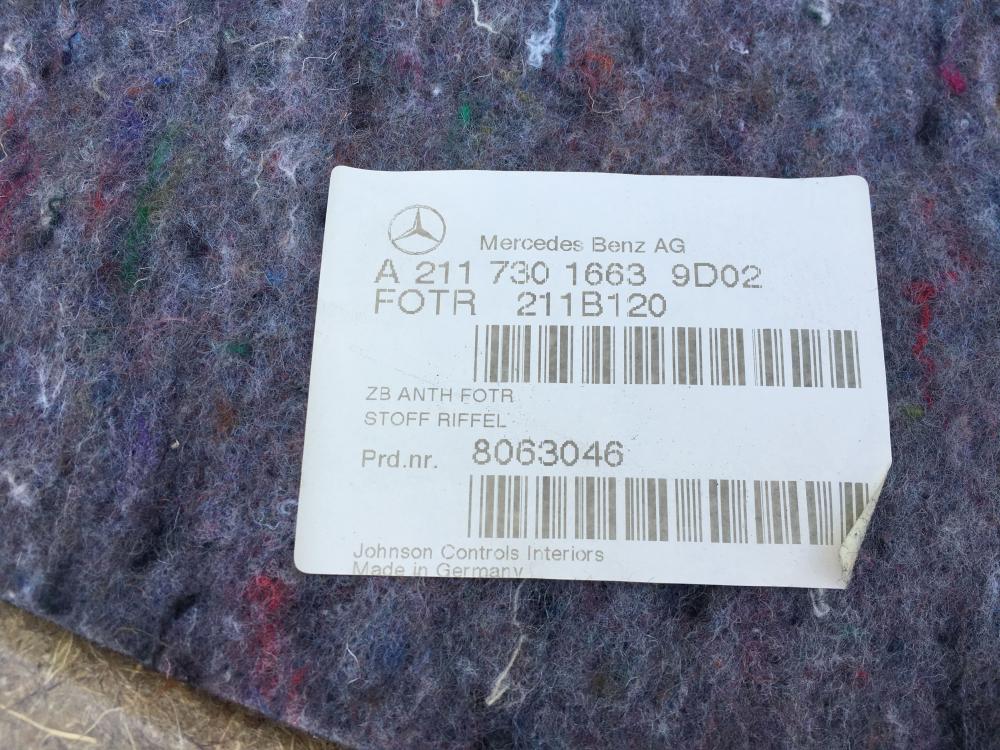 Mercedes Benz AG
A 211 730 1663 9D02
FOTR 211B120
ZB ANTH FOTR
STOFF RIFFEL
Prd.nr. 8063046
Johnson Controls Interiors
Made in Germany